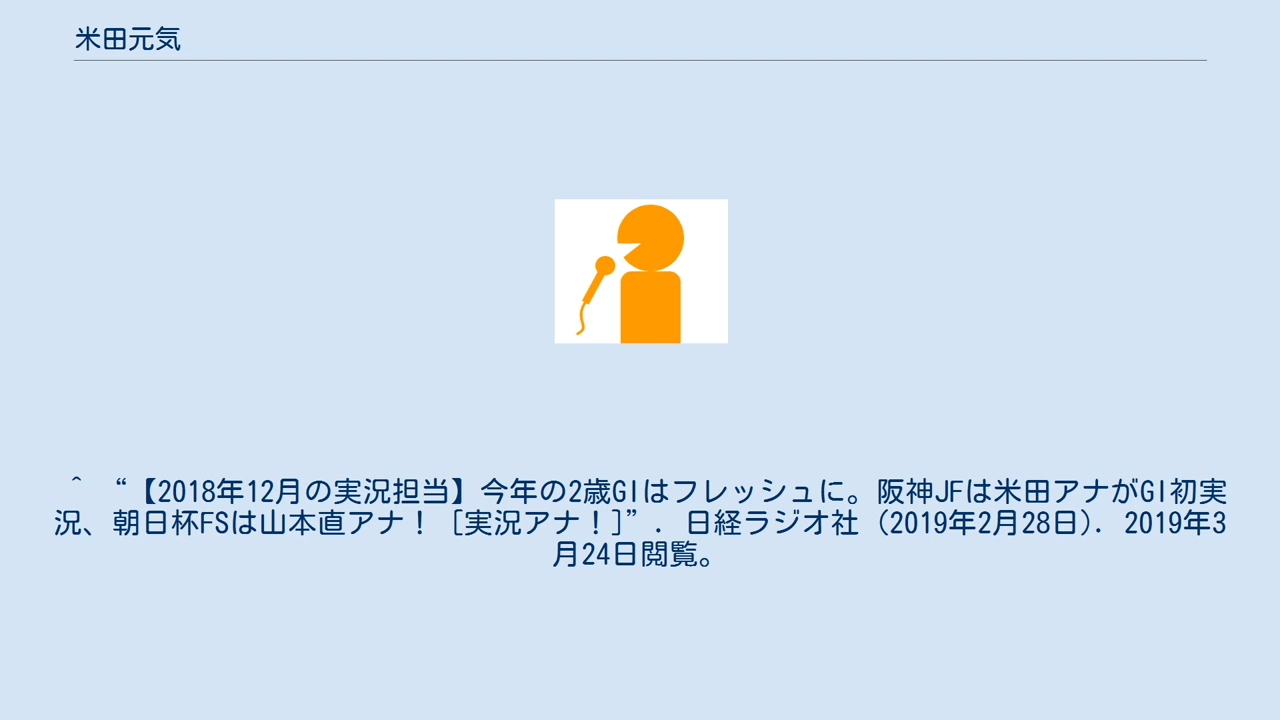 米田元気
^ “【2018年12月の実況担当】今年の2歳GIはフレッシュに。阪神JFは米田アナがGI初実
況、朝日杯FSは山本直アナ！［実況アナ！]”. 日経ラジオ社 (2019年2月28日). 2019年3
月24日閲覧。